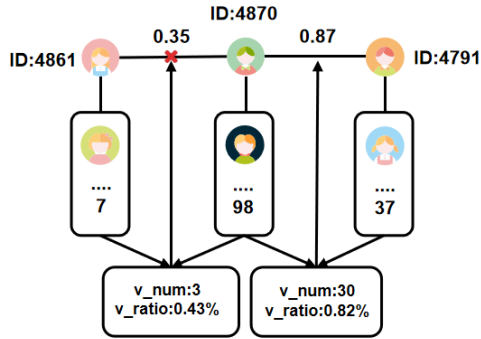 ID:4870
0.35
0.87
ID:4861
ID:4791
....
7
....
98
....
37
v_num:3
v_ratio:0.43%
v_num:30
v_ratio:0.82%